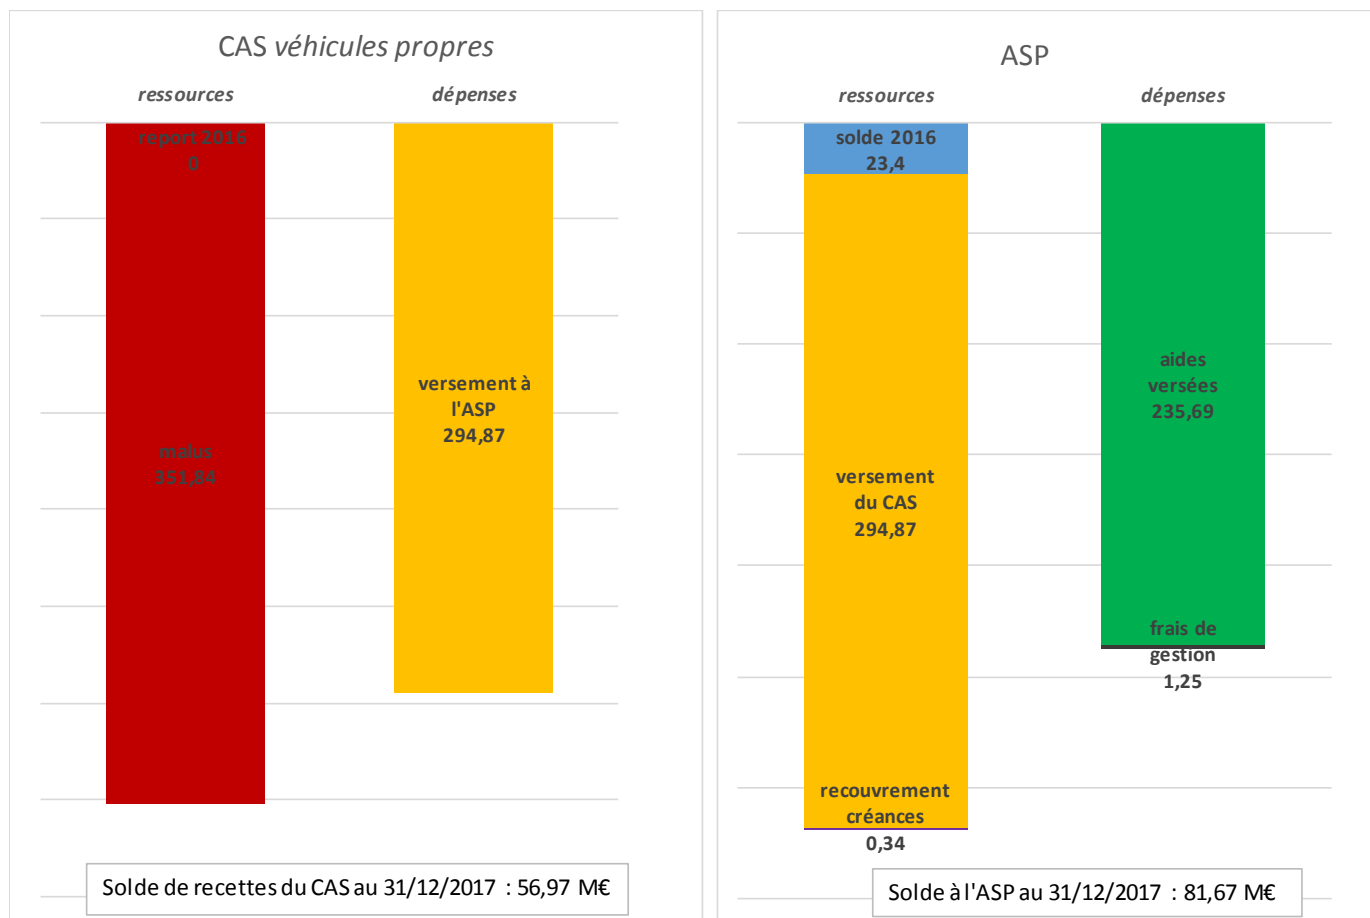 CAS véhicules propres
ressources
dépenses
report 2016
0
malus
351,84
versement à
l'ASP
294,87
Solde de recettes du CAS au 31/12/2017 : 56,97 M€
ASP
ressources
dépenses
solde 2016
23,4
versement
du CAS
294,87
recouvrement
créances
0,34
aides
versées
235,69
frais de
gestion
1,25
Solde à l'ASP au 31/12/2017 : 81,67 M€